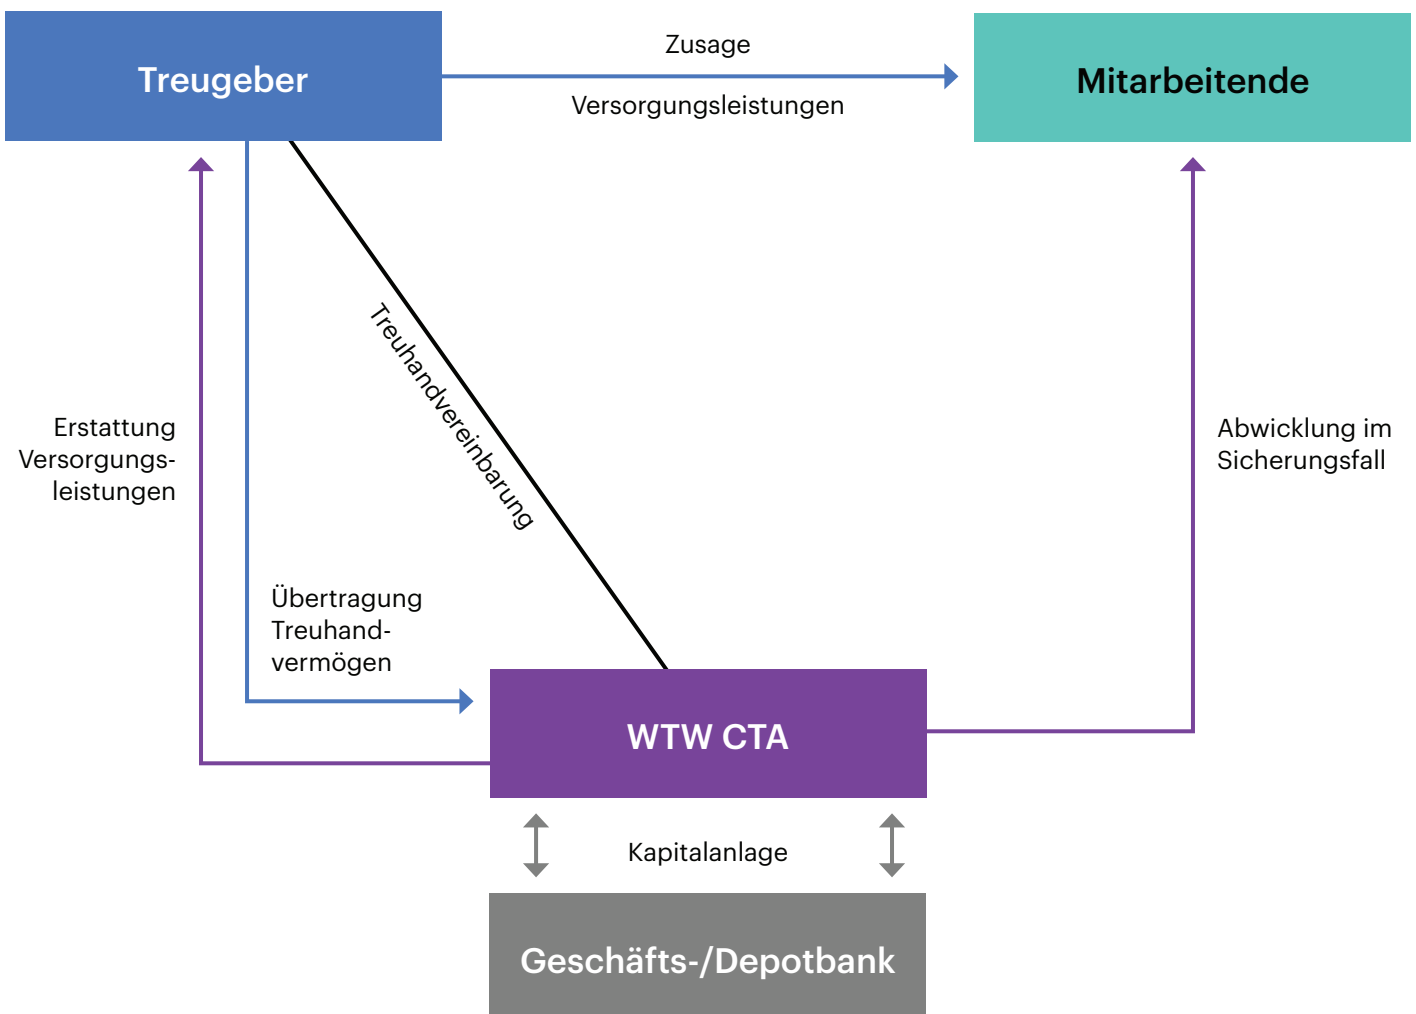 Treugeber
Zusage
Versorgungsleistungen
Mitarbeitende
Treuhandvereinbarung
Erstattung
Versorgungs-
leistungen
Abwicklung im
Sicherungsfall
Übertragung
Treuhand-
vermögen
WTW CTA
Kapitalanlage
Geschäfts-/Depotbank